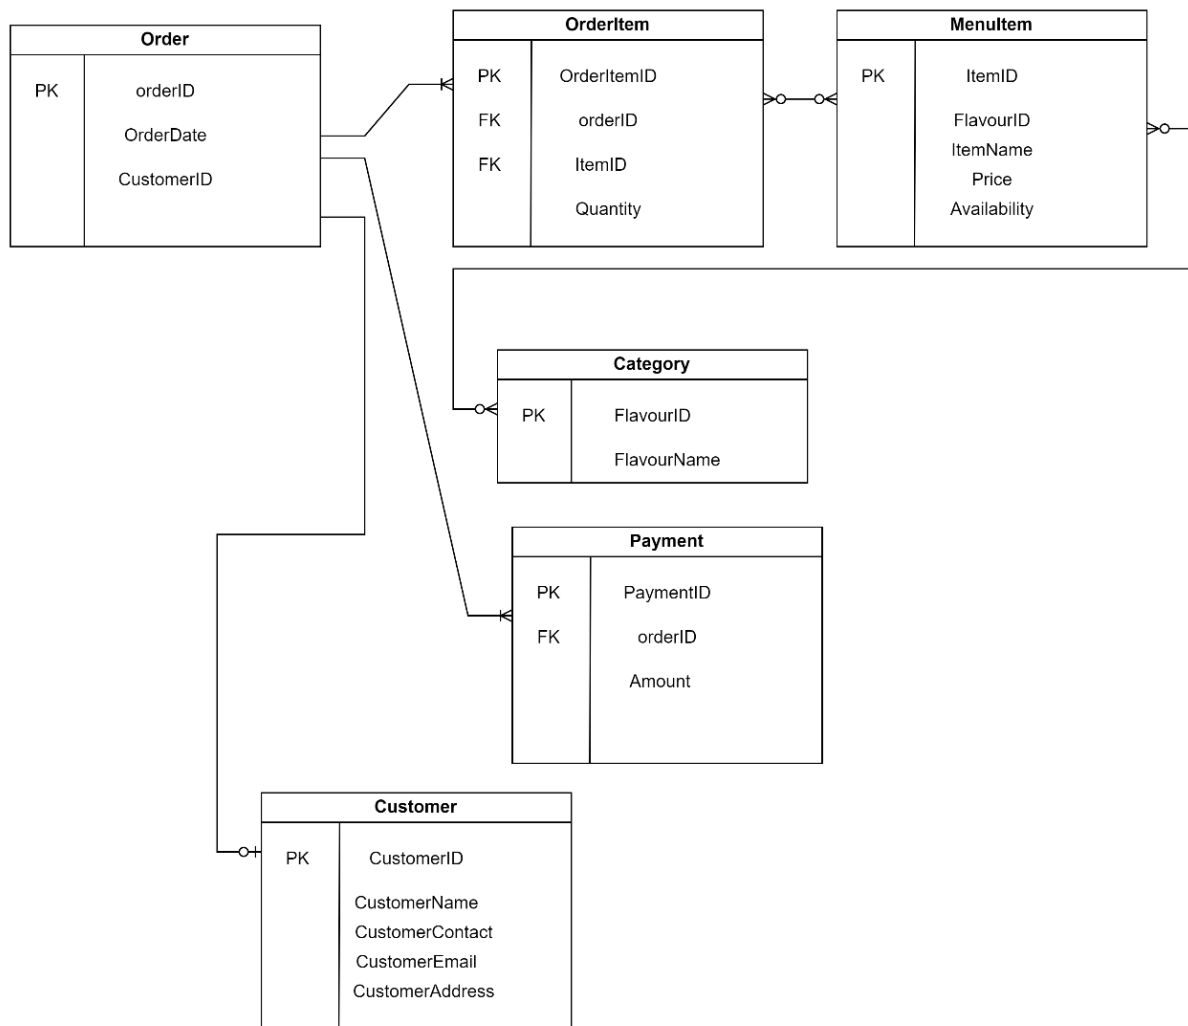 Order
PK orderID
OrderDate
CustomerID
OrderItem
PK OrderItemID
FK orderID
FK ItemID
Quantity
MenuItem
PK ItemID
FlavourID
ItemName
Price
Availability
Category
PK FlavourID
FlavourName
Payment
PK PaymentID
FK orderID
Amount
Customer
PK CustomerID
CustomerName
CustomerContact
CustomerEmail
CustomerAddress